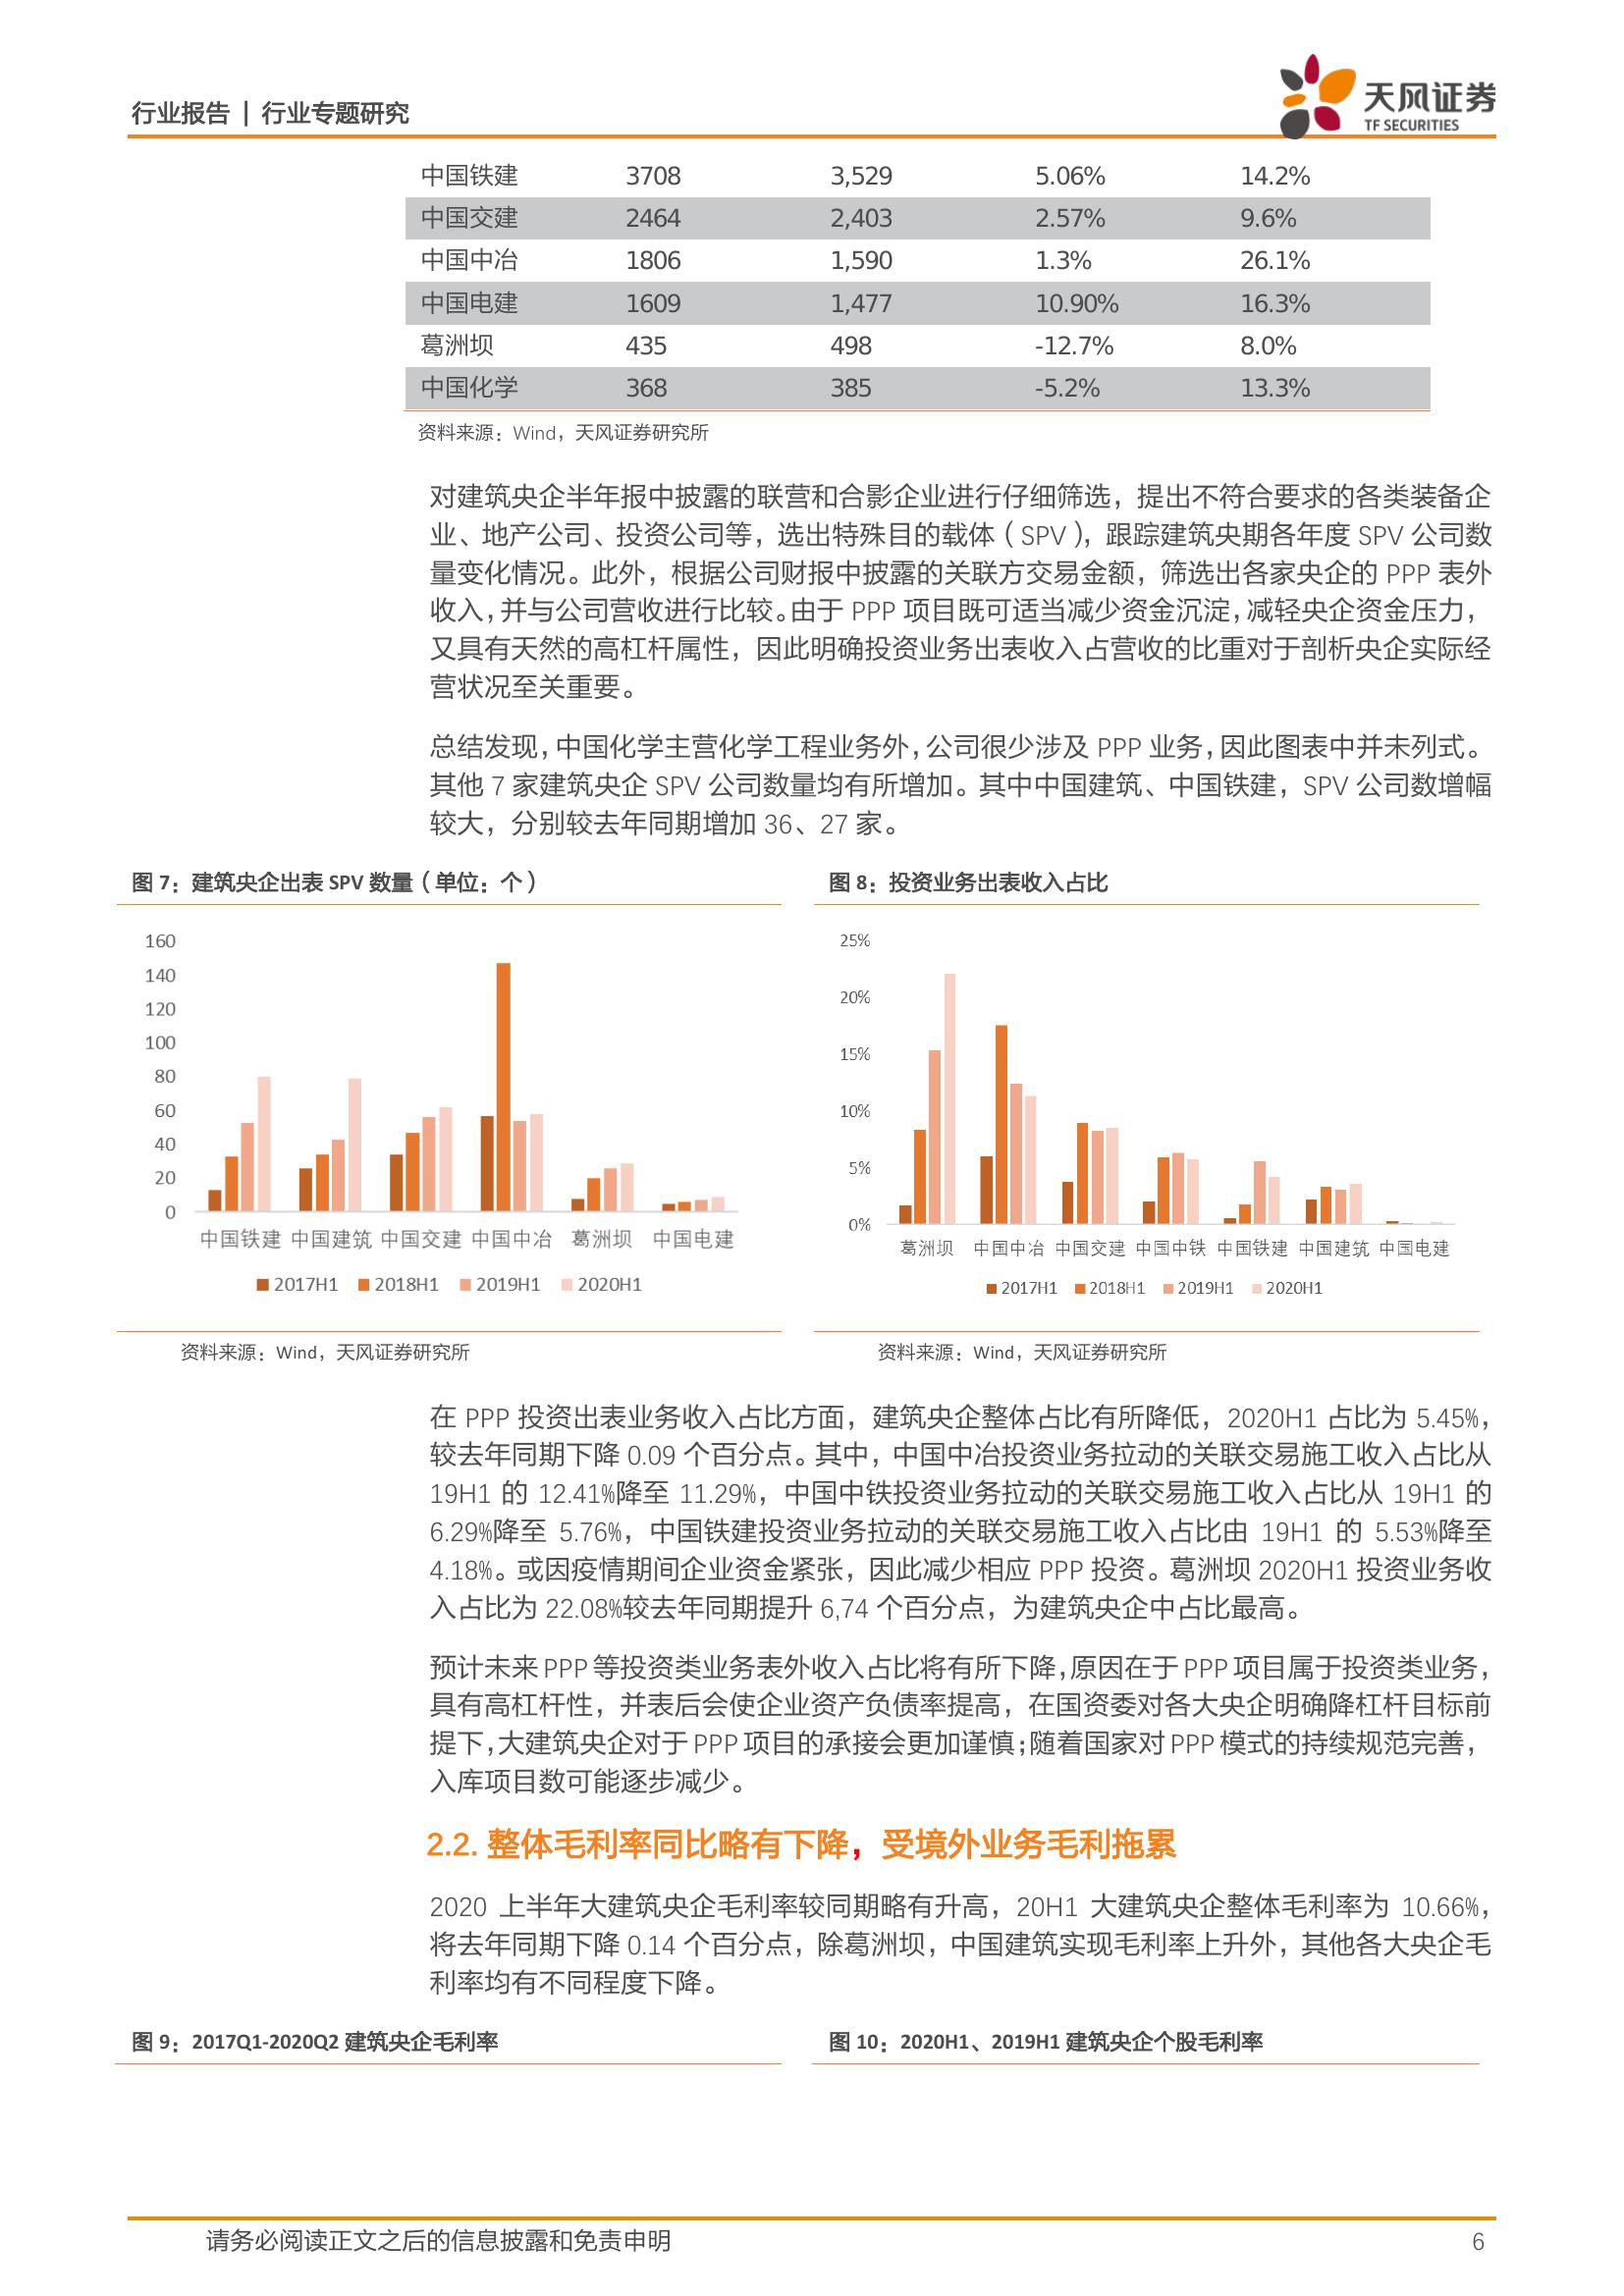 行业报告 | 行业专题研究
天风证券
TF SECURITIES
中国铁建 3708 3,529 5.06% 14.2%
中国交建 2464 2,403 2.57% 9.6%
中国中冶 1806 1,590 1.3% 26.1%
中国电建 1609 1,477 10.90% 16.3%
葛洲坝 435 498 -12.7% 8.0%
中国化学 368 385 -5.2% 13.3%
资料来源：Wind，天风证券研究所
对建筑央企半年报中披露的联营和合影企业进行仔细筛选，提出不符合要求的各类装备企
业、地产公司、投资公司等，选出特殊目的载体（SPV），跟踪建筑央期各年度 SPV 公司数
量变化情况。此外，根据公司财报中披露的关联方交易金额，筛选出各家央企的 PPP 表外
收入，并与公司营收进行比较。由于 PPP 项目既可适当减少资金沉淀，减轻央企资金压力，
又具有天然的高杠杆属性，因此明确投资业务出表收入占营收的比重对于剖析央企实际经
营状况至关重要。
总结发现，中国化学主营化学工程业务外，公司很少涉及 PPP 业务，因此图表中并未列式。
其他 7 家建筑央企 SPV 公司数量均有所增加。其中中国建筑、中国铁建，SPV 公司数增幅
较大，分别较去年同期增加 36、27 家。
图 7：建筑央企出表 SPV 数量（单位：个）
160
140
120
100
80
60
40
20
0
中国铁建 中国建筑 中国交建 中国中冶 葛洲坝 中国电建
2017H1 2018H1 2019H1 2020H1
资料来源：Wind，天风证券研究所
图 8：投资业务出表收入占比
25%
20%
15%
10%
5%
0%
葛洲坝 中国中冶 中国交建 中国中铁 中国铁建 中国建筑 中国电建
2017H1 2018H1 2019H1 2020H1
资料来源：Wind，天风证券研究所
在 PPP 投资出表业务收入占比方面，建筑央企整体占比有所降低，2020H1 占比为 5.45%，
较去年同期下降 0.09 个百分点。其中，中国中冶投资业务拉动的关联交易施工收入占比从
19H1 的 12.41%降至 11.29%，中国中铁投资业务拉动的关联交易施工收入占比从 19H1 的
6.29%降至 5.76%，中国铁建投资业务拉动的关联交易施工收入占比由 19H1 的 5.53%降至
4.18%。或因疫情期间企业资金紧张，因此减少相应 PPP 投资。葛洲坝 2020H1 投资业务收
入占比为 22.08%较去年同期提升 6,74 个百分点，为建筑央企中占比最高。
预计未来 PPP 等投资类业务表外收入占比将有所下降，原因在于 PPP 项目属于投资类业务，
具有高杠杆性，并表后会使企业资产负债率提高，在国资委对各大央企明确降杠杆目标前
提下，大建筑央企对于 PPP 项目的承接会更加谨慎；随着国家对 PPP 模式的持续规范完善，
入库项目数可能逐步减少。
2.2. 整体毛利率同比略有下降，受境外业务毛利拖累
2020 上半年大建筑央企毛利率较同期略有升高，20H1 大建筑央企整体毛利率为 10.66%，
将去年同期下降 0.14 个百分点，除葛洲坝，中国建筑实现毛利率上升外，其他各大央企毛
利率均有不同程度下降。
图 9：2017Q1-2020Q2 建筑央企毛利率
图 10：2020H1、2019H1 建筑央企个股毛利率
请务必阅读正文之后的信息披露和免责申明 6